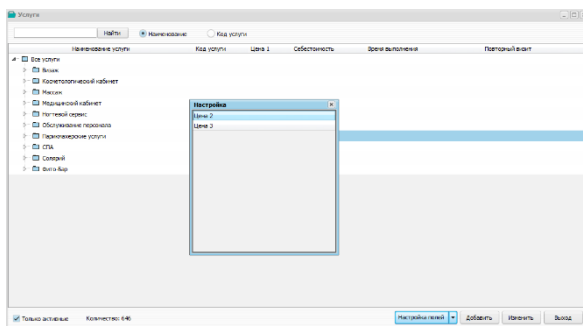 Услуги
Найти Наименование Код услуги
Наименование услуги Код услуги Цена 1 Себестоимость Время выполнения Повторный визит
Все услуги
Визаж
Косметологический кабинет
Массаж
Медицинский кабинет
Ногтевой сервис
Обслуживание персонала
Парикмахерские услуги
СПА
Солярий
Фито-бар
Настройка
Цена 2
Цена 3
Только активные Количество: 646 Настройка полей Добавить Изменить Выход